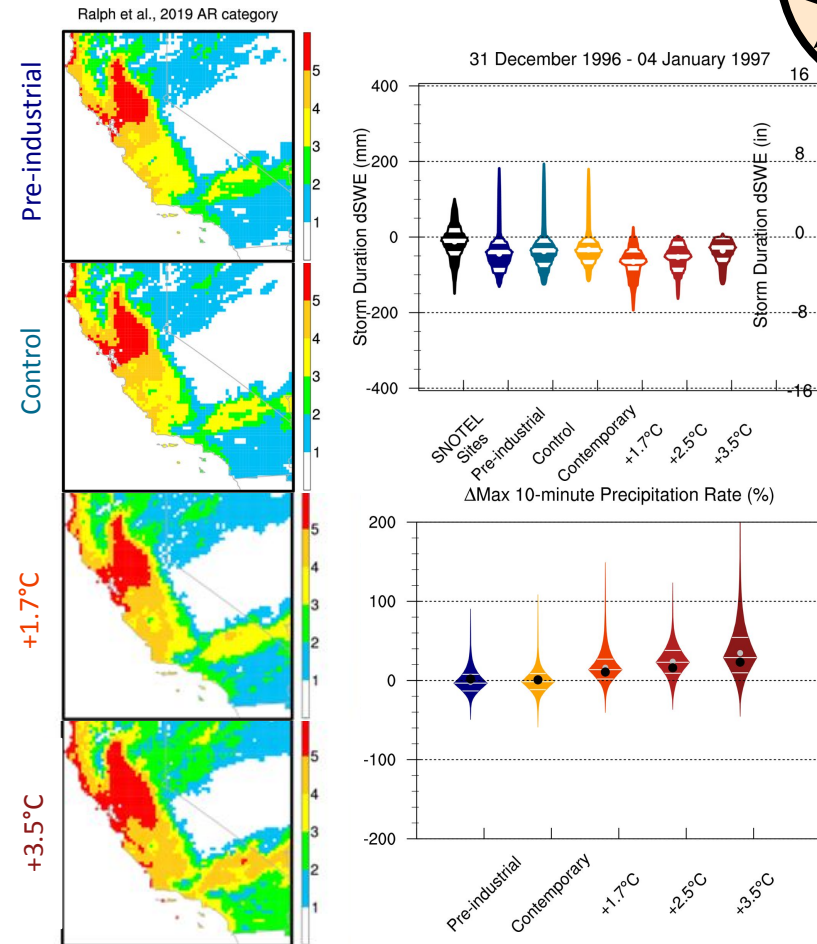 Ralph et al., 2019 AR category
Pre-industrial
5
4
3
2
1
Control
5
4
3
2
1
+1.7°C
5
4
3
2
1
+3.5°C
5
4
3
2
1
31 December 1996 - 04 January 1997
Storm Duration dSWE (mm)
400
200
0
-200
-400
Storm Duration dSWE (in)
16
8
0
-8
-16
SNOTEL
Sites
Pre-industrial
Control
Contemporary
+1.7°C
+2.5°C
+3.5°C
ΔMax 10-minute Precipitation Rate (%)
200
100
0
-100
-200
Pre-industrial
Contemporary
+1.7°C
+2.5°C
+3.5°C